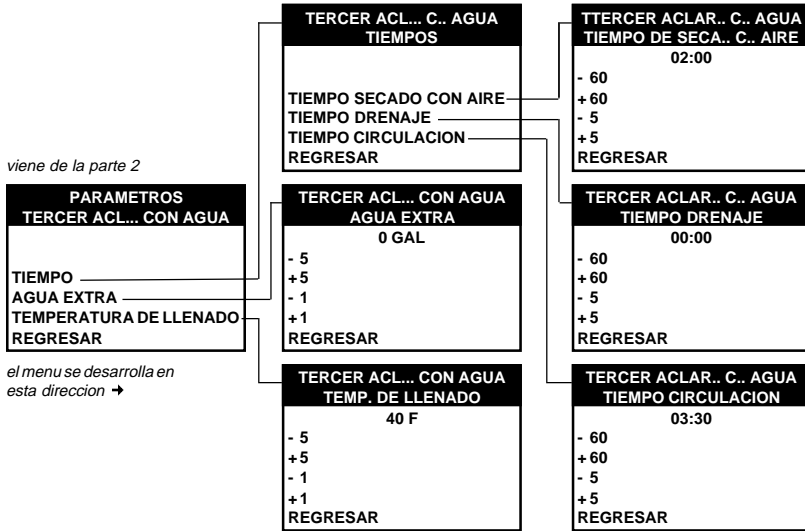 viene de la parte 2
PARAMETROS
TERCER ACL... CON AGUA
TIEMPO
AGUA EXTRA
TEMPERATURA DE LLENADO
REGRESAR
el menu se desarrolla en
esta direccion →
TERCER ACL... C.. AGUA
TIEMPOS
TIEMPO SECADO CON AIRE
TIEMPO DRENAJE
TIEMPO CIRCULACION
REGRESAR
TERCER ACL... CON AGUA
AGUA EXTRA
0 GAL
- 5
+5
- 1
+1
REGRESAR
TERCER ACL... CON AGUA
TEMP. DE LLENADO
40 F
- 5
+5
- 1
+1
REGRESAR
TTERCER ACLAR.. C.. AGUA
TIEMPO DE SECA.. C.. AIRE
02:00
- 60
+60
- 5
+5
REGRESAR
TERCER ACLAR.. C.. AGUA
TIEMPO DRENAJE
00:00
- 60
+60
- 5
+5
REGRESAR
TERCER ACLAR.. C.. AGUA
TIEMPO CIRCULACION
03:30
- 60
+60
- 5
+5
REGRESAR